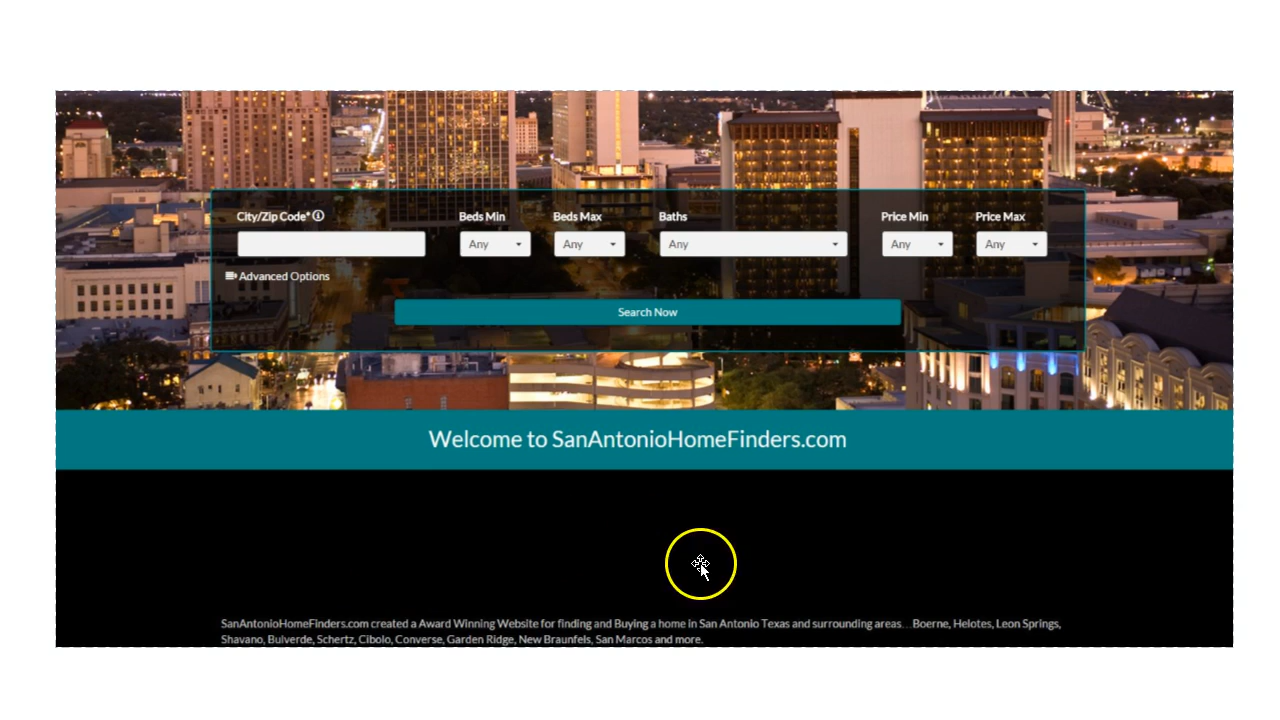 City/Zip Code* Beds Min Beds Max Baths Price Min Price Max
Any Any Any Any Any
Advanced Options
Search Now
Welcome to SanAntonioHomeFinders.com
SanAntonioHomeFinders.com created a Award Winning Website for finding and Buying a home in San Antonio Texas and surrounding areas... Boerne, Helotes, Leon Springs,
Shavano, Bulverde, Schertz, Cibolo, Converse, Garden Ridge, New Braunfels, San Marcos and more.